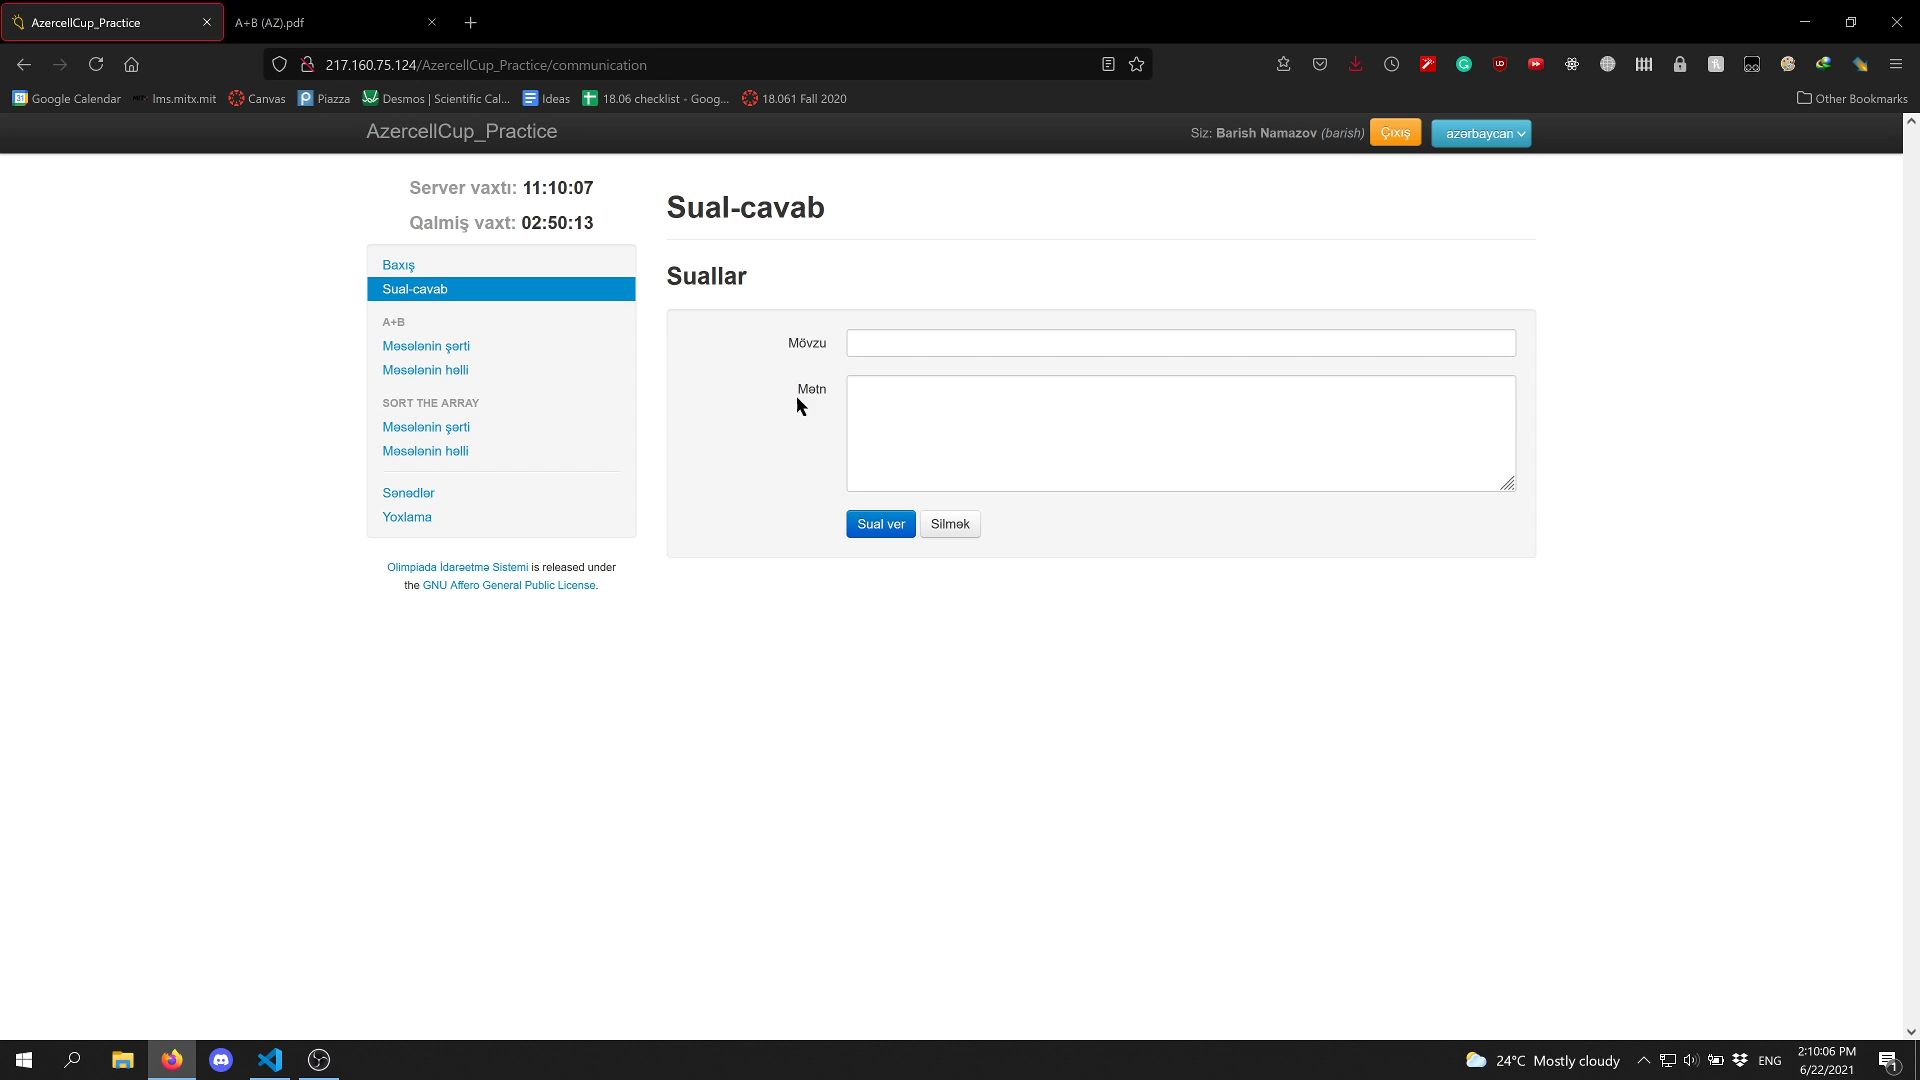 AzercellCup_Practice
A+B (AZ).pdf
217.160.75.124/AzercellCup_Practice/communication
Google Calendar
lms.mitx.mit
Canvas
Piazza
Desmos | Scientific Cal...
Ideas
18.06 checklist - Goog...
18.061 Fall 2020
Other Bookmarks
AzercellCup_Practice
Siz: Barish Namazov (barish)
Çıxış
azərbaycan
Server vaxtı: 11:10:07
Qalmiş vaxt: 02:50:13
Baxış
Sual-cavab
A+B
Məsələnin şərti
Məsələnin həlli
SORT THE ARRAY
Məsələnin şərti
Məsələnin həlli
Sənədlər
Yoxlama
Olimpiada İdarəetmə Sistemi is released under
the GNU Affero General Public License.
Sual-cavab
Suallar
Mövzu
Mətn
Sual ver
Silmək
24°C Mostly cloudy
ENG
2:10:06 PM
6/22/2021
1